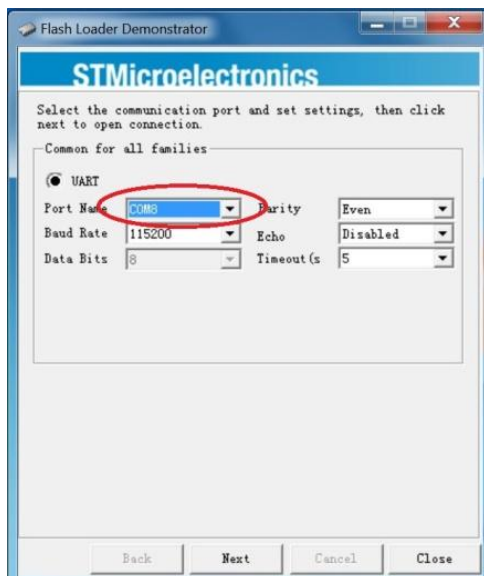 Flash Loader Demonstrator
STMicroelectronics
Select the communication port and set settings, then click
next to open connection.
Common for all families
UART
Port Name COM8 Parity Even
Baud Rate 115200 Echo Disabled
Data Bits 8 Timeout(s 5
Back Next Cancel Close